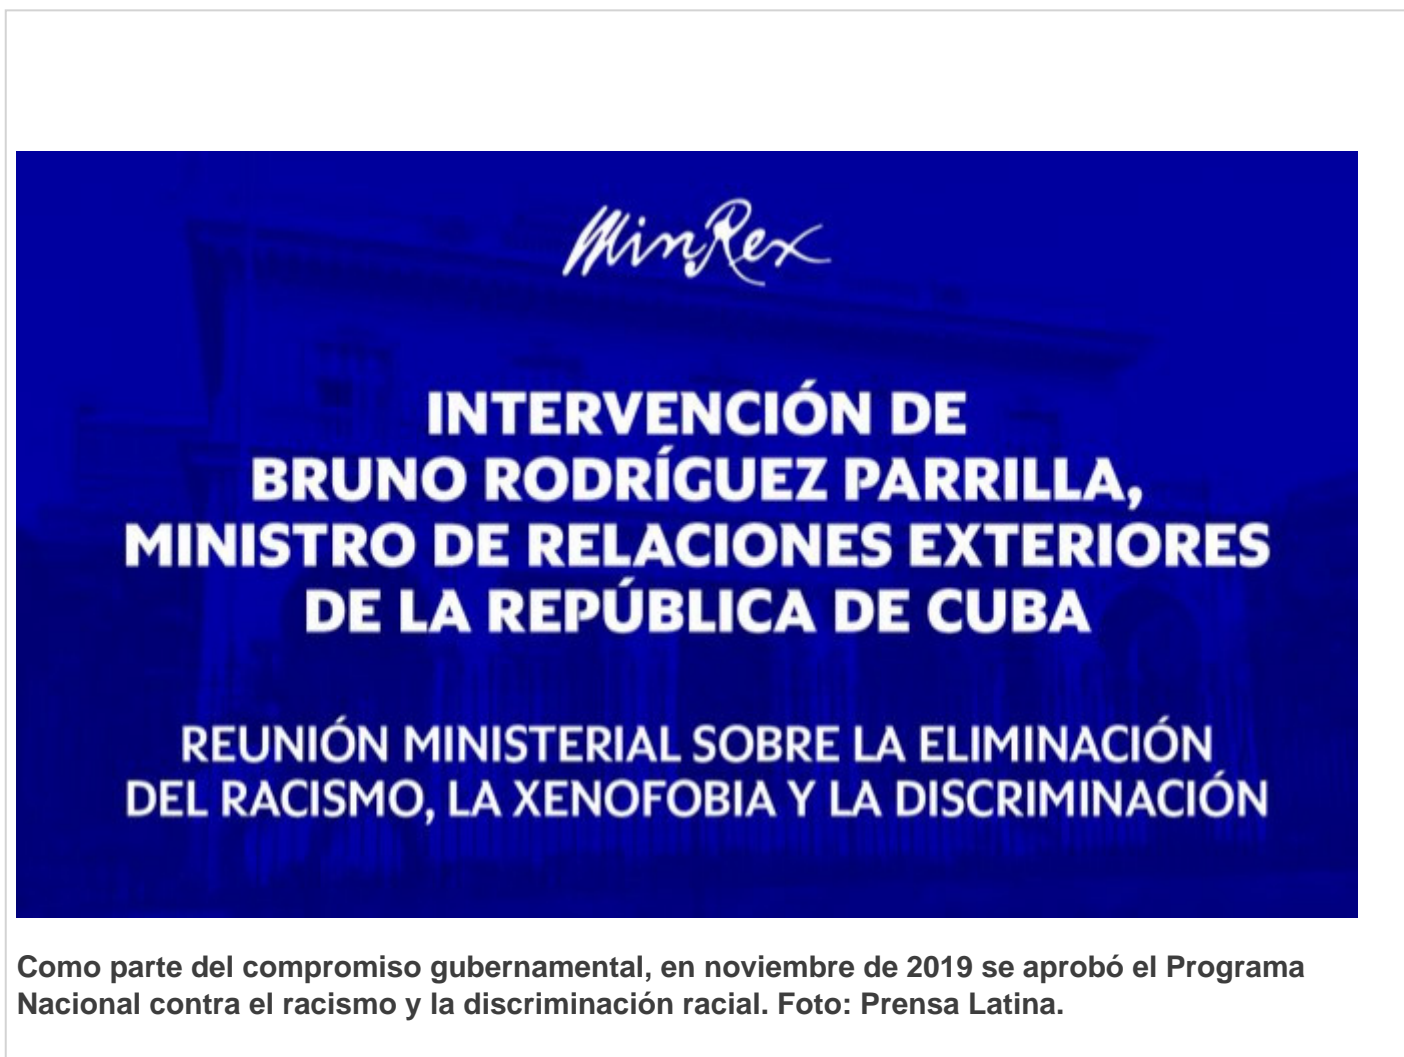 MinRex
INTERVENCIÓN DE
BRUNO RODRÍGUEZ PARRILLA,
MINISTRO DE RELACIONES EXTERIORES
DE LA REPÚBLICA DE CUBA
REUNIÓN MINISTERIAL SOBRE LA ELIMINACIÓN
DEL RACISMO, LA XENOFOBIA Y LA DISCRIMINACIÓN
Como parte del compromiso gubernamental, en noviembre de 2019 se aprobó el Programa
Nacional contra el racismo y la discriminación racial. Foto: Prensa Latina.